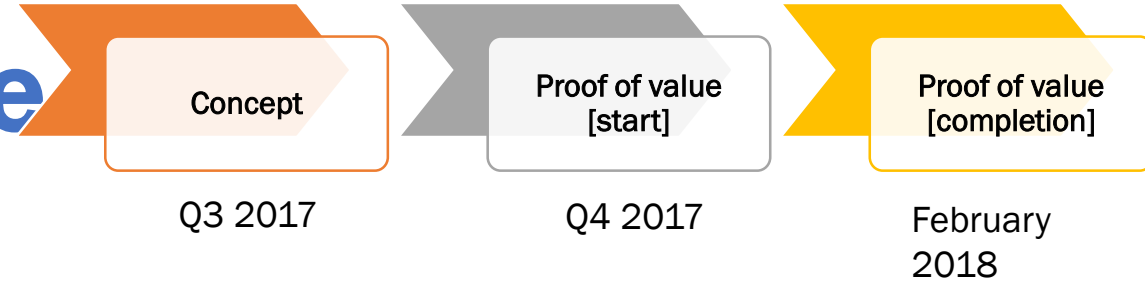 e
Concept
Proof of value
[start]
Proof of value
[completion]
Q3 2017
Q4 2017
February
2018